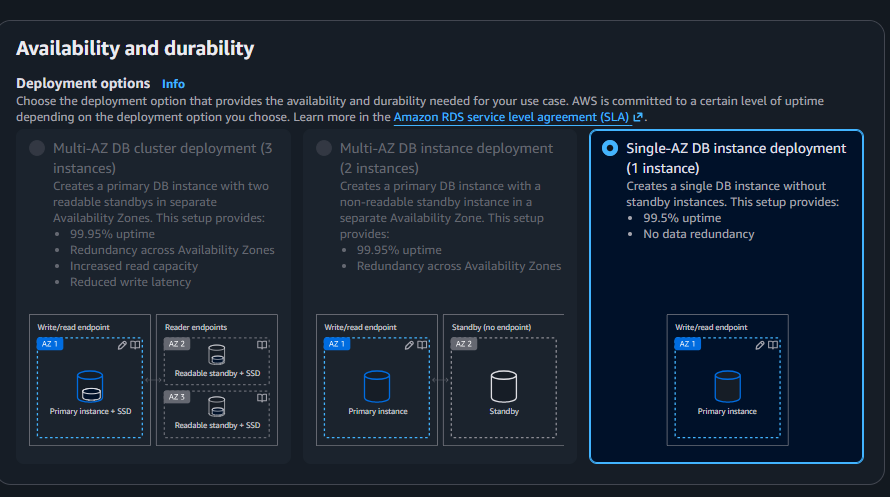 Availability and durability
Deployment options Info
Choose the deployment option that provides the availability and durability needed for your use case. AWS is committed to a certain level of uptime
depending on the deployment option you choose. Learn more in the Amazon RDS service level agreement (SLA).
Multi-AZ DB cluster deployment (3
instances)
Creates a primary DB instance with two
readable standbys in separate
Availability Zones. This setup provides:
• 99.95% uptime
• Redundancy across Availability Zones
• Increased read capacity
• Reduced write latency
Write/read endpoint
AZ 1
Primary instance + SSD
Reader endpoints
AZ 2
Readable standby + SSD
AZ 3
Readable standby + SSD
Multi-AZ DB instance deployment
(2 instances)
Creates a primary DB instance with a
non-readable standby instance in a
separate Availability Zone. This setup
provides:
• 99.95% uptime
• Redundancy across Availability Zones
Write/read endpoint
AZ 1
Primary instance
Standby (no endpoint)
AZ 2
Standby
Single-AZ DB instance deployment
(1 instance)
Creates a single DB instance without
standby instances. This setup provides:
• 99.5% uptime
• No data redundancy
Write/read endpoint
AZ 1
Primary instance